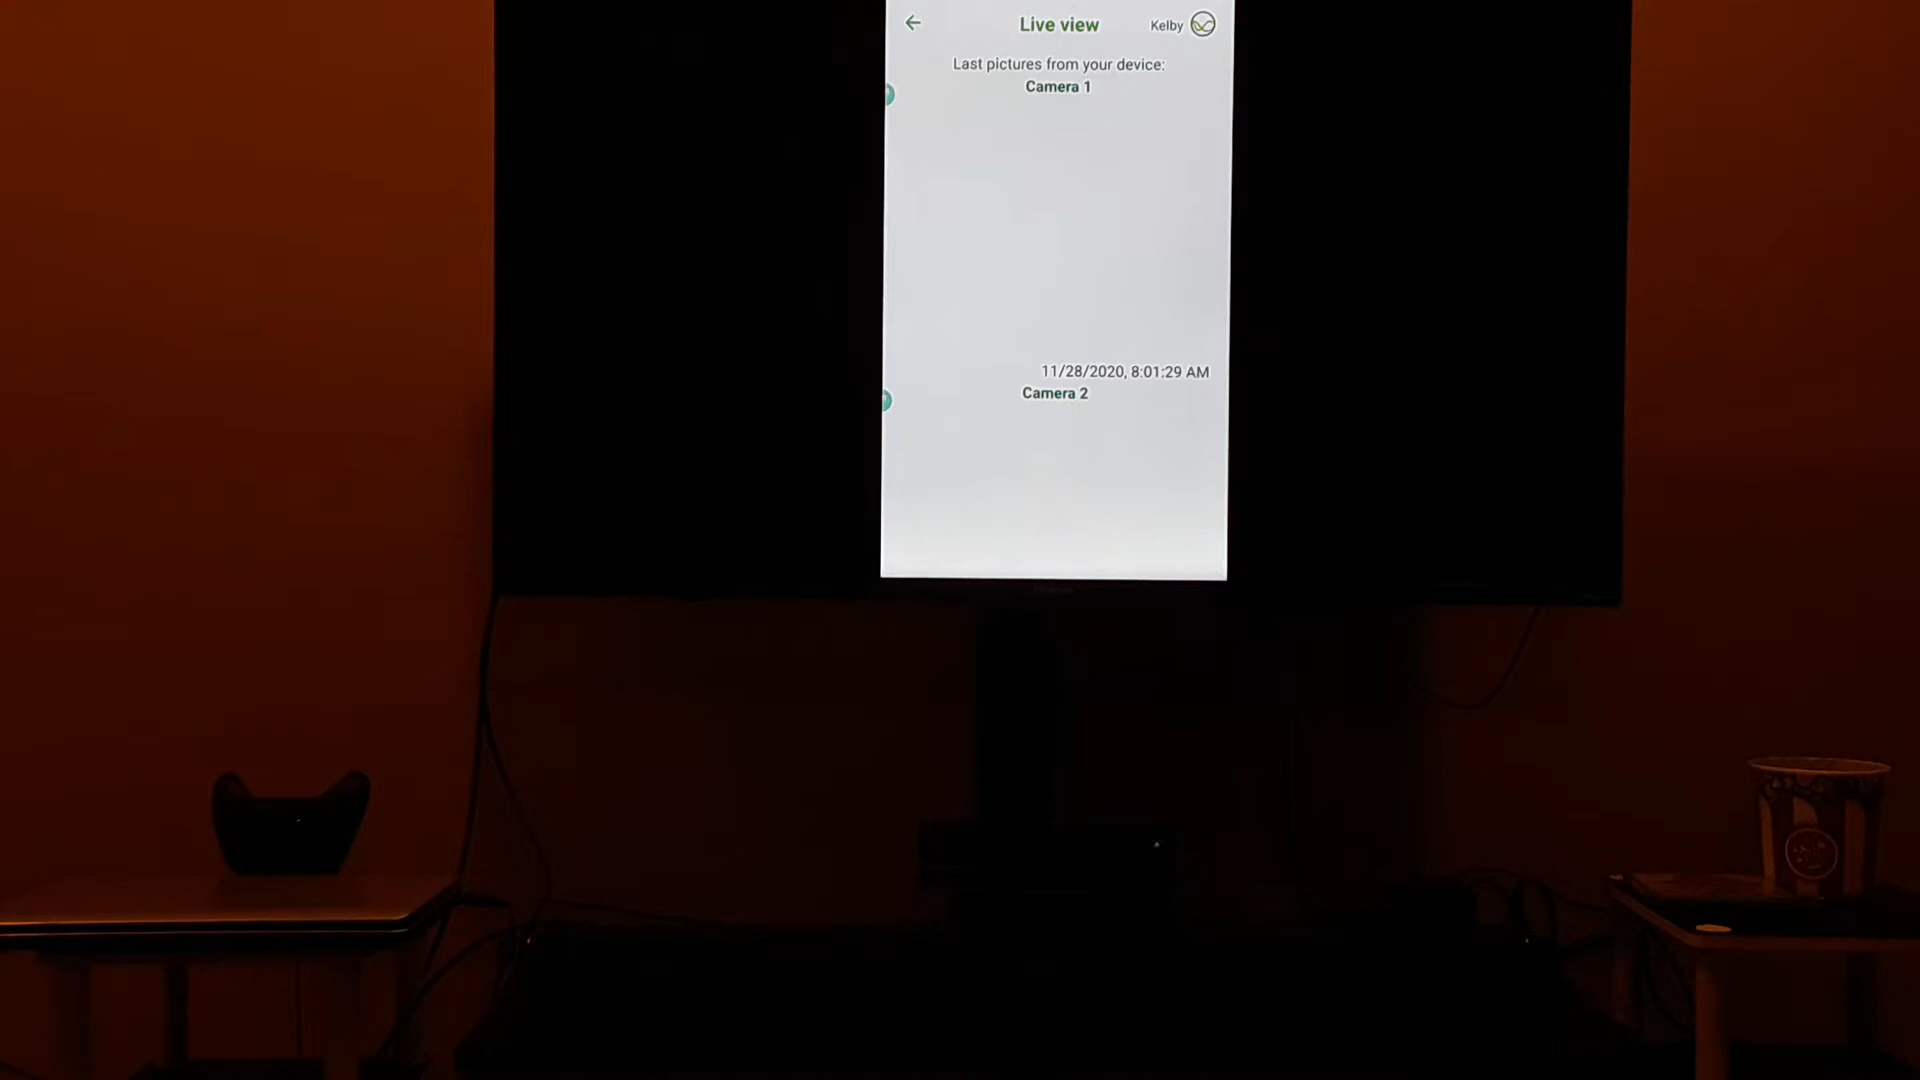 Live view
Kelby
Last pictures from your device:
Camera 1
11/28/2020, 8:01:29 AM
Camera 2